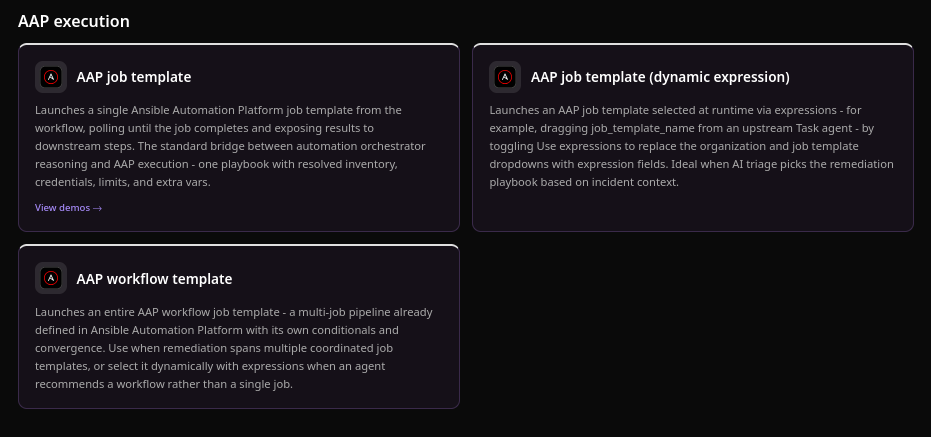 AAP execution
AAP job template
Launches a single Ansible Automation Platform job template from the
workflow, polling until the job completes and exposing results to
downstream steps. The standard bridge between automation orchestrator
reasoning and AAP execution - one playbook with resolved inventory,
credentials, limits, and extra vars.
View demos →
AAP job template (dynamic expression)
Launches an AAP job template selected at runtime via expressions - for
example, dragging job_template_name from an upstream Task agent - by
toggling Use expressions to replace the organization and job template
dropdowns with expression fields. Ideal when AI triage picks the remediation
playbook based on incident context.
AAP workflow template
Launches an entire AAP workflow job template - a multi-job pipeline already
defined in Ansible Automation Platform with its own conditionals and
convergence. Use when remediation spans multiple coordinated job
templates, or select it dynamically with expressions when an agent
recommends a workflow rather than a single job.